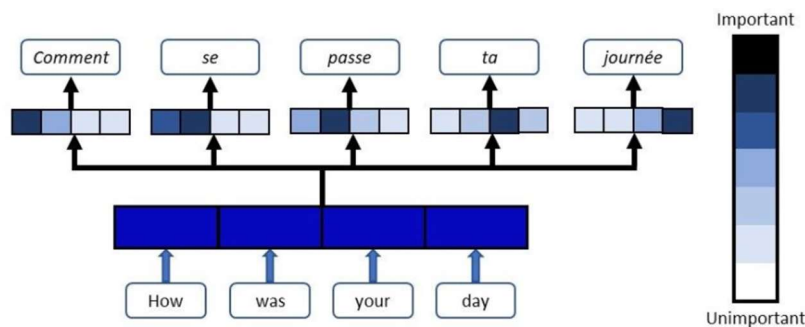 Important
Comment se passe ta journée
How was your day
Unimportant